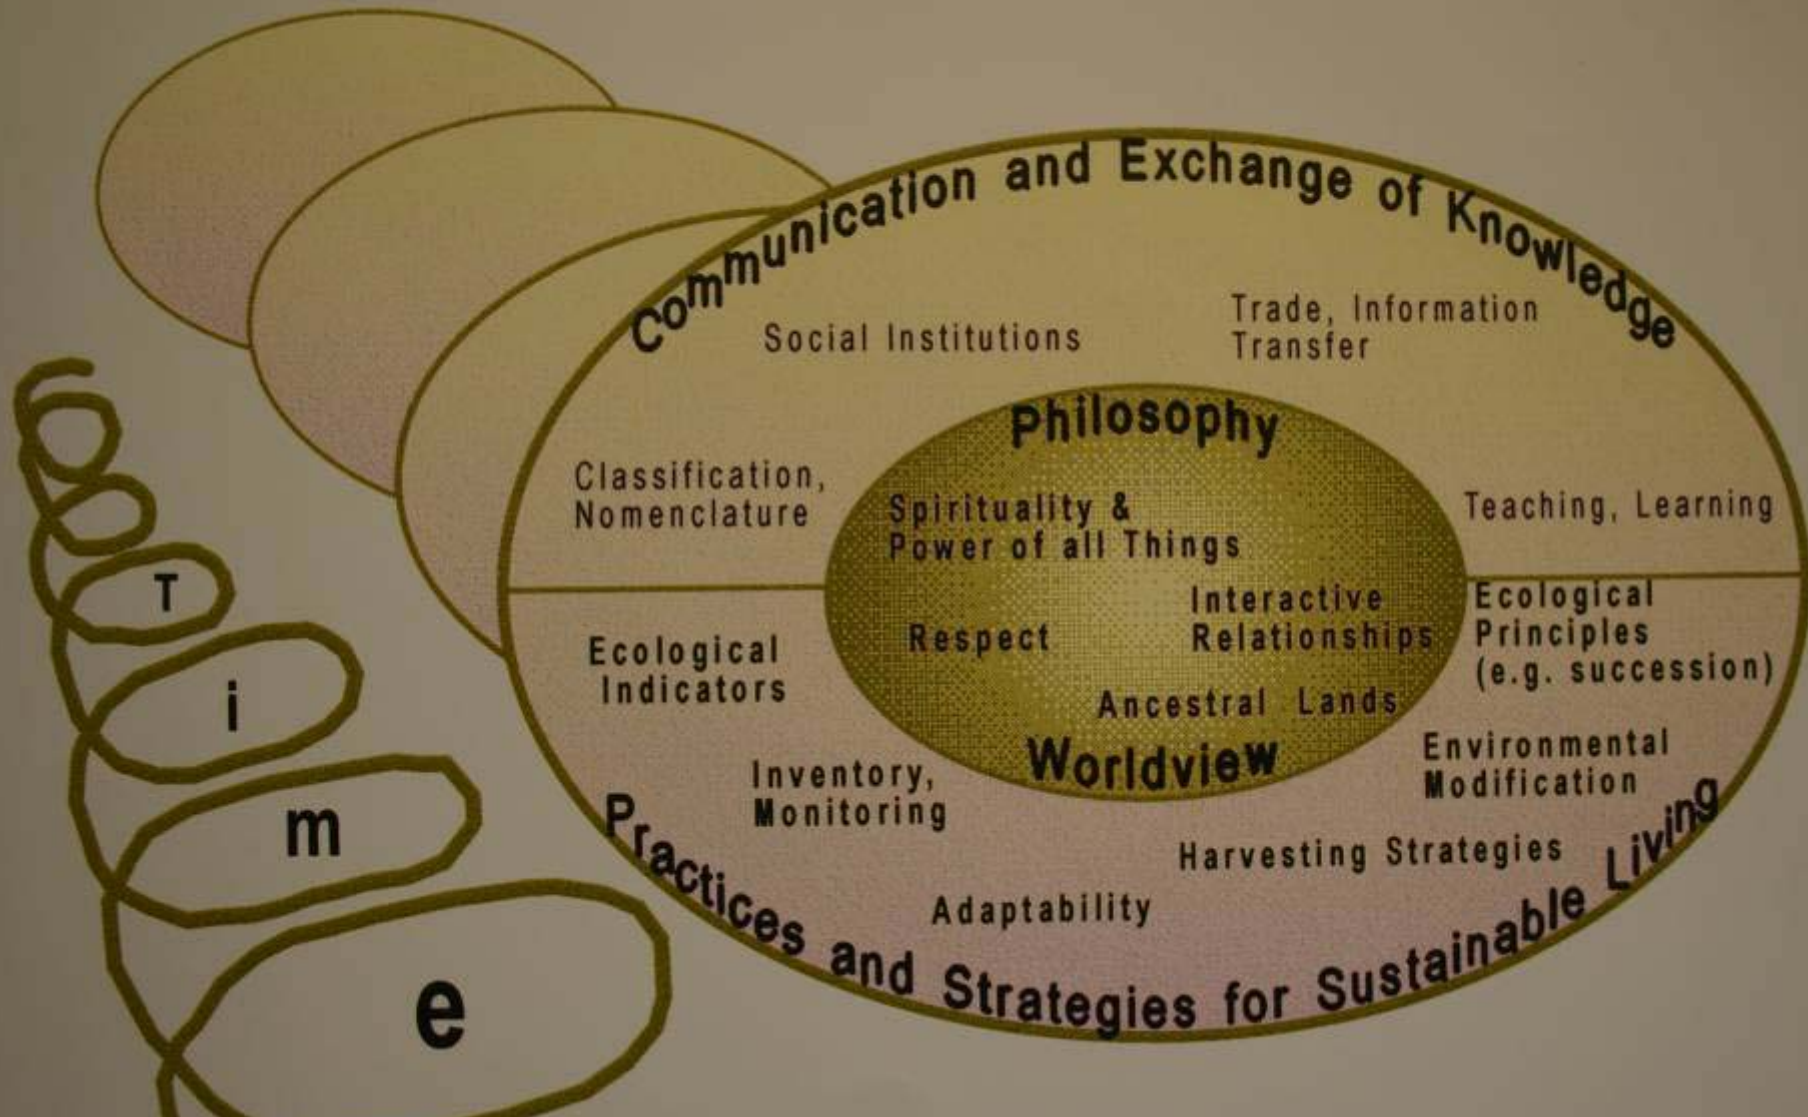 Communication and Exchange of Knowledge
Social Institutions
Trade, Information
Transfer
Classification,
Nomenclature
Teaching, Learning
Philosophy
Spirituality &
Power of all Things
Respect
Interactive
Relationships
Ancestral Lands
Worldview
Ecological
Indicators
Ecological
Principles
(e.g. succession)
Inventory,
Monitoring
Environmental
Modification
Harvesting Strategies
Adaptability
Practices and Strategies for Sustainable Living
T
i
m
e